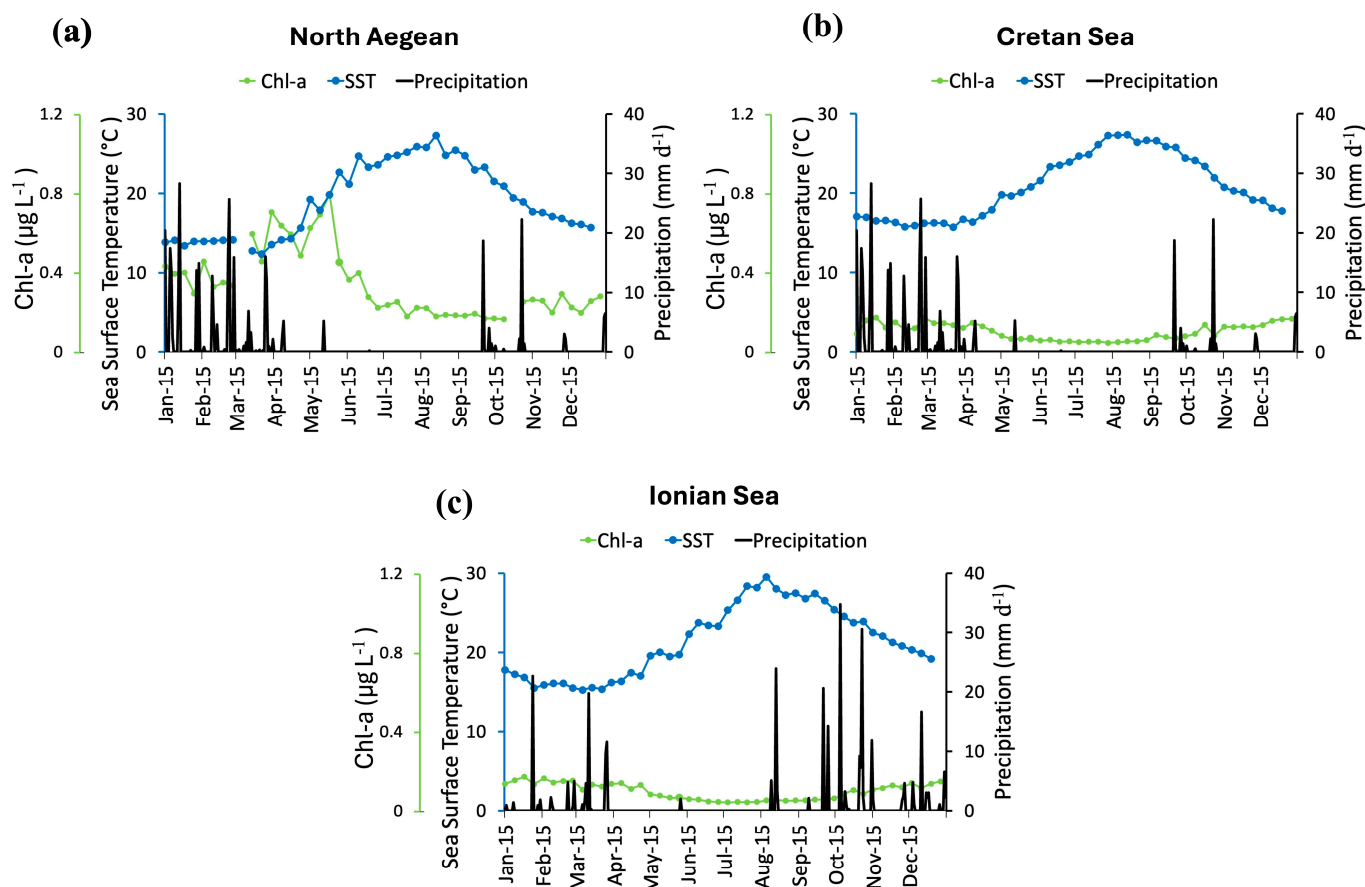 (a)
North Aegean
Chl-a SST Precipitation
Chl-a (µg L-1)
1.2
0.8
0.4
0
Sea Surface Temperature (°C )
30
20
10
0
40
30
20
10
0
Precipitation (mm d-1)
Jan-15
Feb-15
Mar-15
Apr-15
May-15
Jun-15
Jul-15
Aug-15
Sep-15
Oct-15
Nov-15
Dec-15
(b)
Cretan Sea
Chl-a SST Precipitation
Chl-a (µg L-1)
1.2
0.8
0.4
0
Sea Surface Temperature (°C )
30
20
10
0
40
30
20
10
0
Precipitation (mm d-1)
Jan-15
Feb-15
Mar-15
Apr-15
May-15
Jun-15
Jul-15
Aug-15
Sep-15
Oct-15
Nov-15
Dec-15
(c)
Ionian Sea
Chl-a SST Precipitation
Chl-a (µg L-1)
1.2
0.8
0.4
0
Sea Surface Temperature (°C )
30
20
10
0
40
30
20
10
0
Precipitation (mm d-1)
Jan-15
Feb-15
Mar-15
Apr-15
May-15
Jun-15
Jul-15
Aug-15
Sep-15
Oct-15
Nov-15
Dec-15